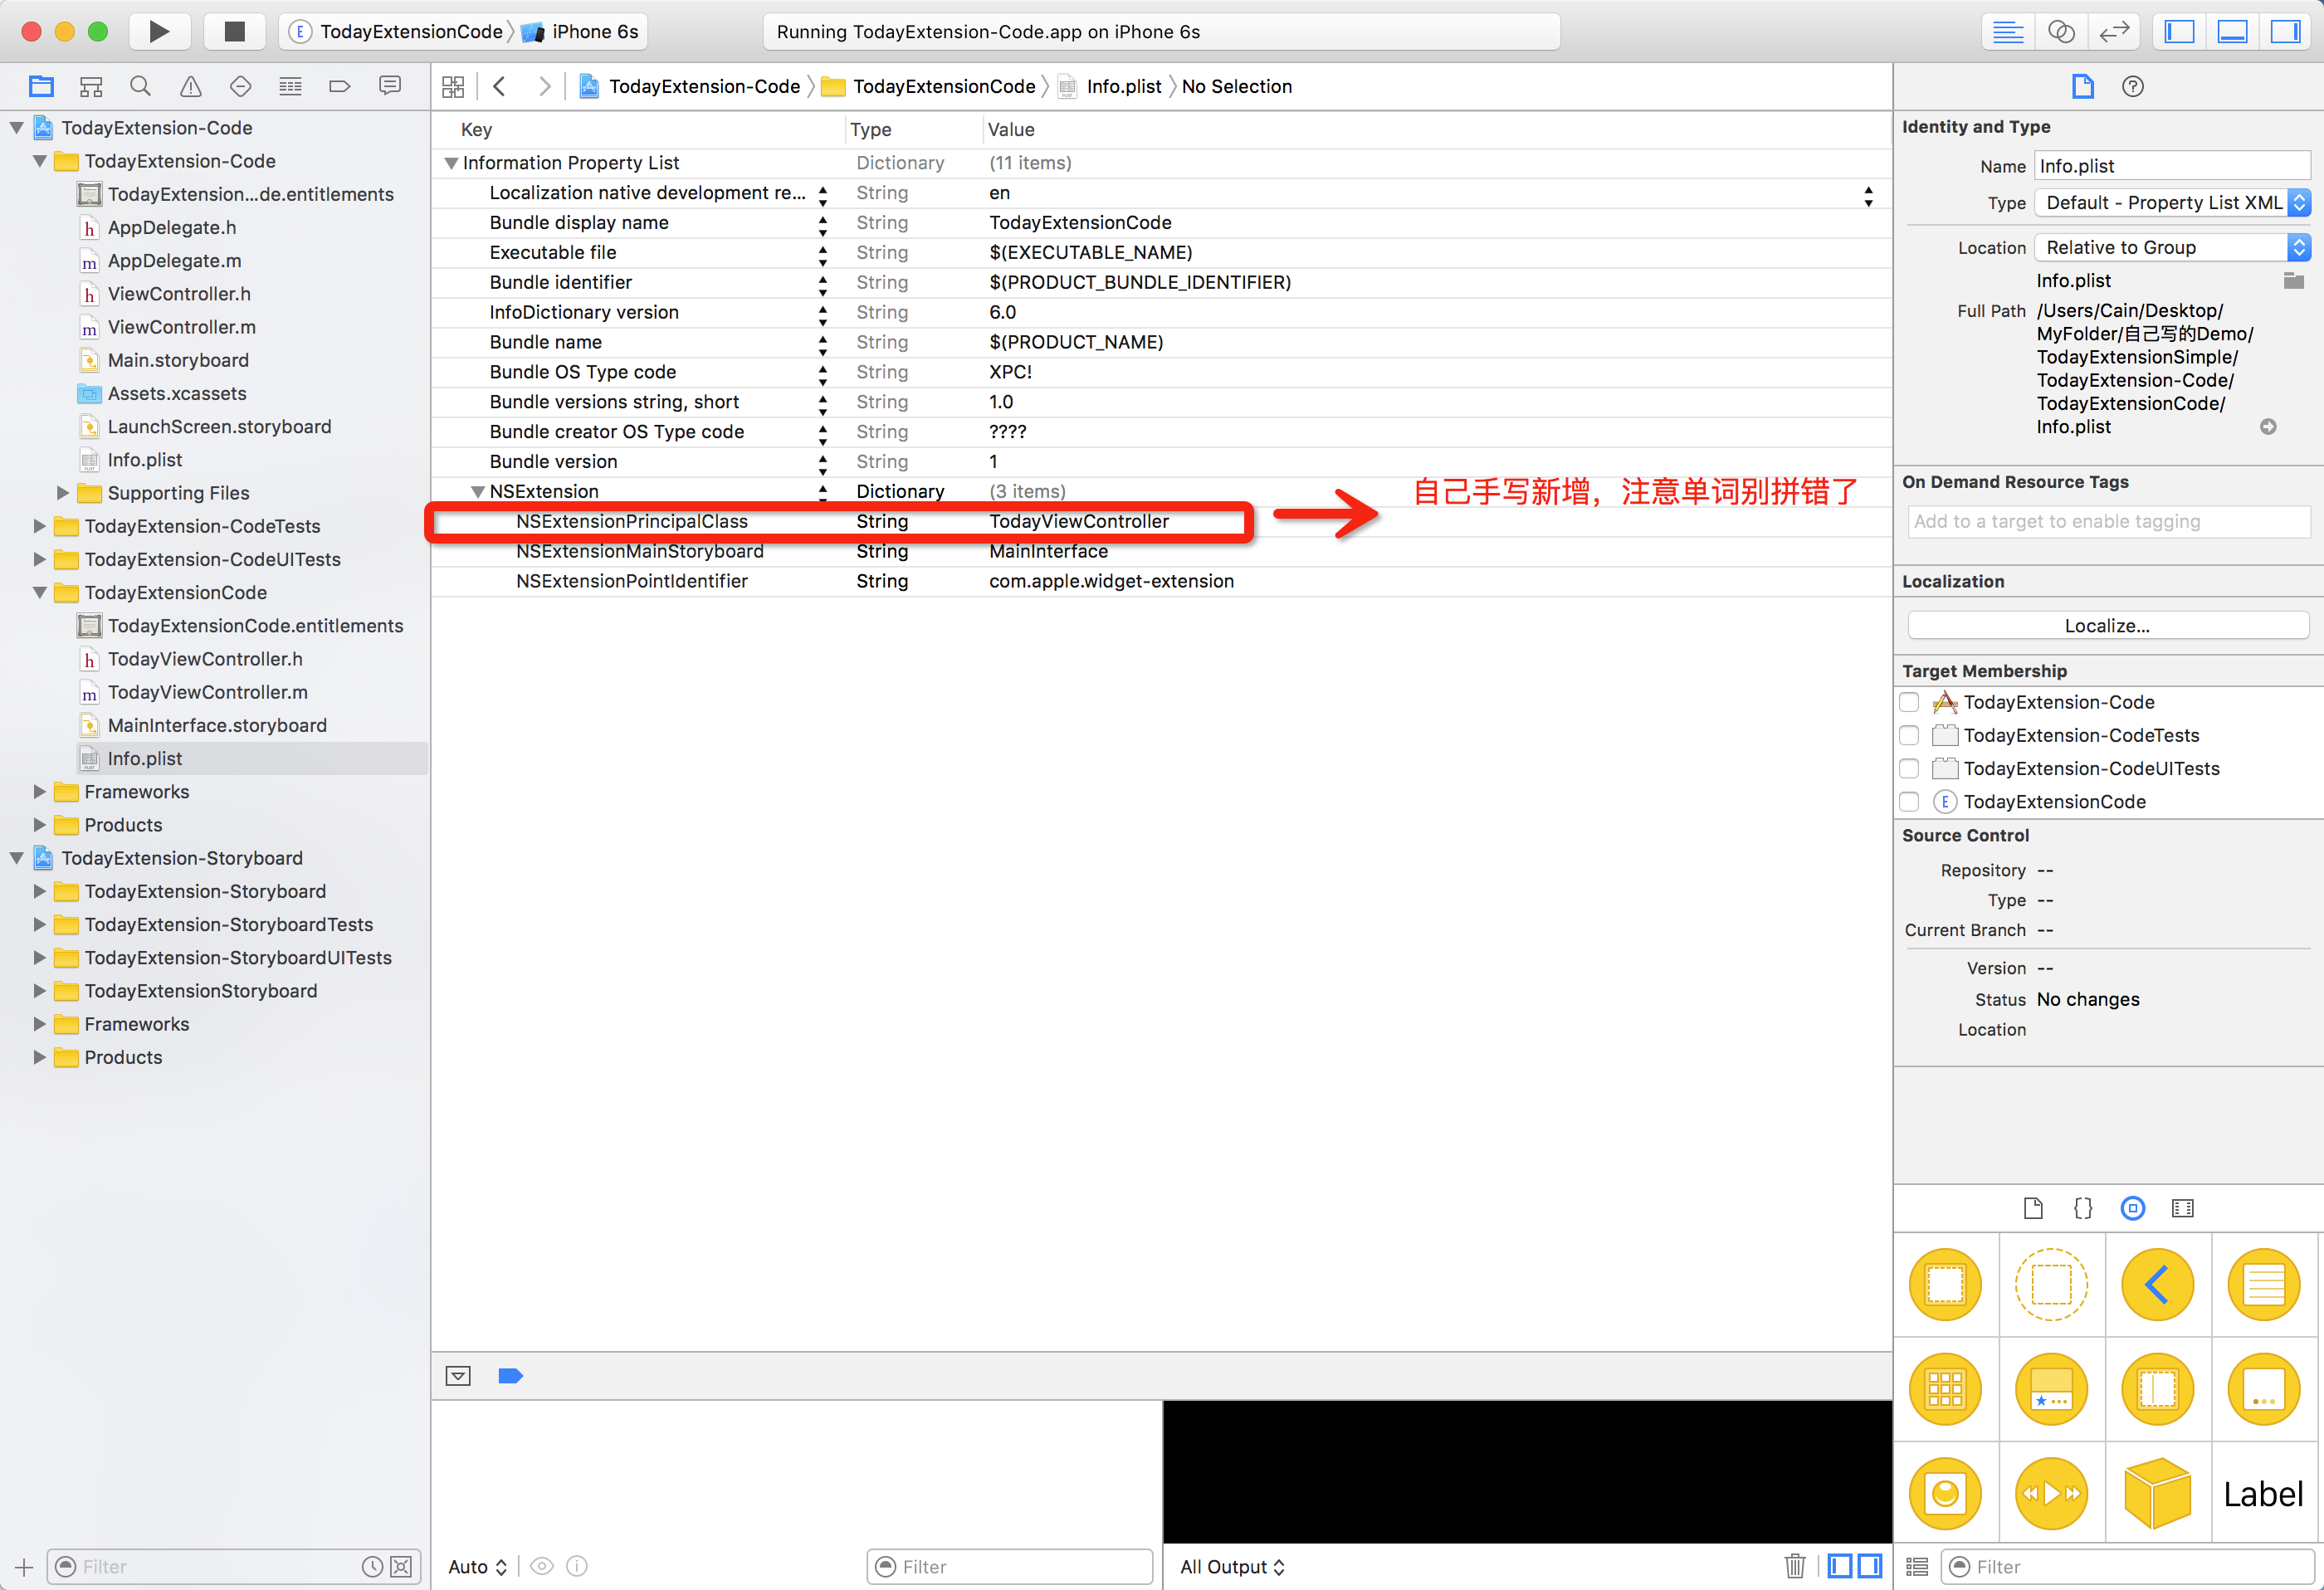 TodayExtensionCode 〉 iPhone 6s
Running TodayExtension-Code.app on iPhone 6s
TodayExtension-Code 〉 TodayExtensionCode 〉 Info.plist 〉 No Selection
TodayExtension-Code
TodayExtension-Code
TodayExtension...de.entitlements
AppDelegate.h
AppDelegate.m
ViewController.h
ViewController.m
Main.storyboard
Assets.xcassets
LaunchScreen.storyboard
Info.plist
Supporting Files
TodayExtension-CodeTests
TodayExtension-CodeUITests
TodayExtensionCode
TodayExtensionCode.entitlements
TodayViewController.h
TodayViewController.m
MainInterface.storyboard
Info.plist
Frameworks
Products
TodayExtension-Storyboard
TodayExtension-Storyboard
TodayExtension-StoryboardTests
TodayExtension-StoryboardUITests
TodayExtensionStoryboard
Frameworks
Products
Filter
Key Type Value
Information Property List Dictionary (11 items)
Localization native development re... String en
Bundle display name String TodayExtensionCode
Executable file String $(EXECUTABLE_NAME)
Bundle identifier String $(PRODUCT_BUNDLE_IDENTIFIER)
InfoDictionary version String 6.0
Bundle name String $(PRODUCT_NAME)
Bundle OS Type code String XPC!
Bundle versions string, short String 1.0
Bundle creator OS Type code String ????
Bundle version String 1
NSExtension Dictionary (3 items)
NSExtensionPrincipalClass String TodayViewController
自己手写新增，注意单词别拼错了
NSExtensionMainStoryboard String MainInterface
NSExtensionPointIdentifier String com.apple.widget-extension
Auto
Filter
All Output
Identity and Type
Name Info.plist
Type Default - Property List XML
Location Relative to Group
Info.plist
Full Path /Users/Cain/Desktop/
MyFolder/自己写的Demo/
TodayExtensionSimple/
TodayExtension-Code/
TodayExtensionCode/
Info.plist
On Demand Resource Tags
Add to a target to enable tagging
Localization
Localize...
Target Membership
TodayExtension-Code
TodayExtension-CodeTests
TodayExtension-CodeUITests
E TodayExtensionCode
Source Control
Repository --
Type --
Current Branch --
Version --
Status No changes
Location
Label
Filter